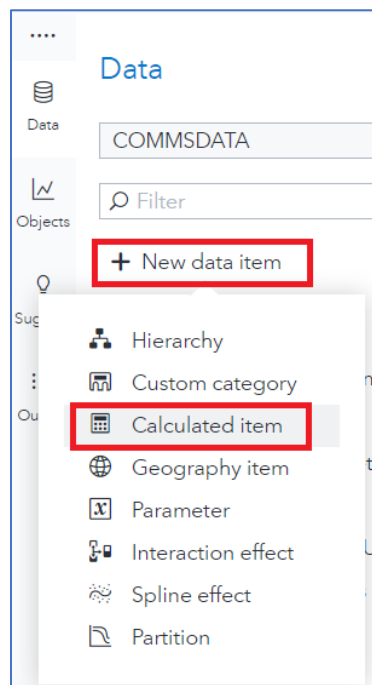 Data
Data
COMMSDATA
Filter
Objects
+ New data item
Hierarchy
Custom category
Calculated item
Geography item
Parameter
Interaction effect
Spline effect
Partition